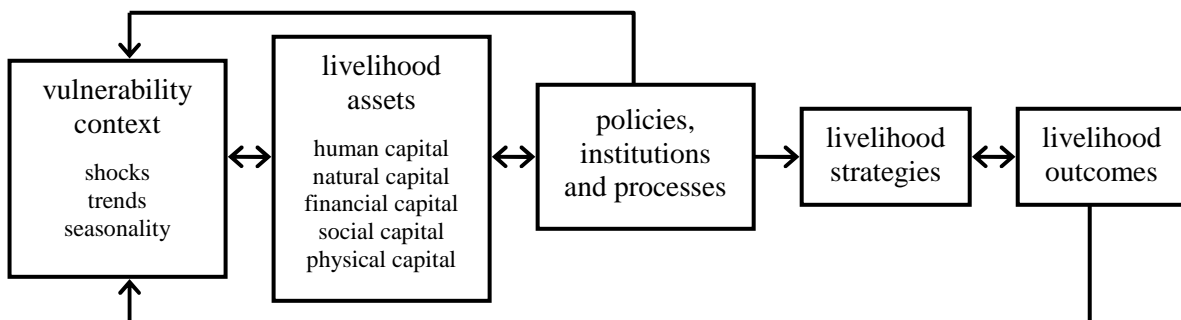 vulnerability
context
shocks
trends
seasonality
livelihood
assets
human capital
natural capital
financial capital
social capital
physical capital
policies,
institutions
and processes
livelihood
strategies
livelihood
outcomes